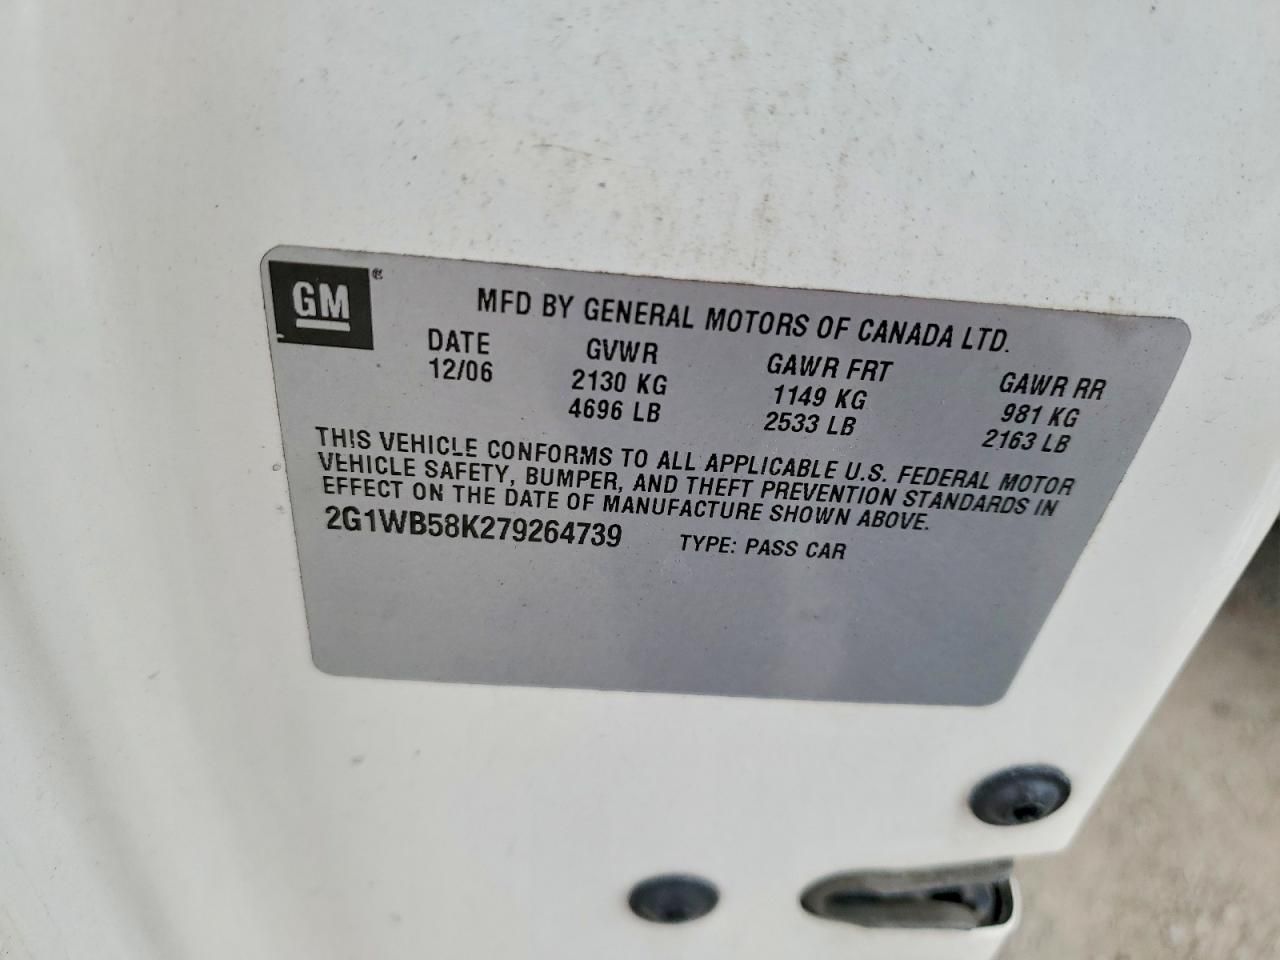 GM®
MFD BY GENERAL MOTORS OF CANADA LTD.
DATE GVWR GAWR FRT GAWR RR
12/06 2130 KG 1149 KG 981 KG
4696 LB 2533 LB 2163 LB
THIS VEHICLE CONFORMS TO ALL APPLICABLE U.S. FEDERAL MOTOR
VEHICLE SAFETY, BUMPER, AND THEFT PREVENTION STANDARDS IN
EFFECT ON THE DATE OF MANUFACTURE SHOWN ABOVE.
2G1WB58K279264739 TYPE: PASS CAR